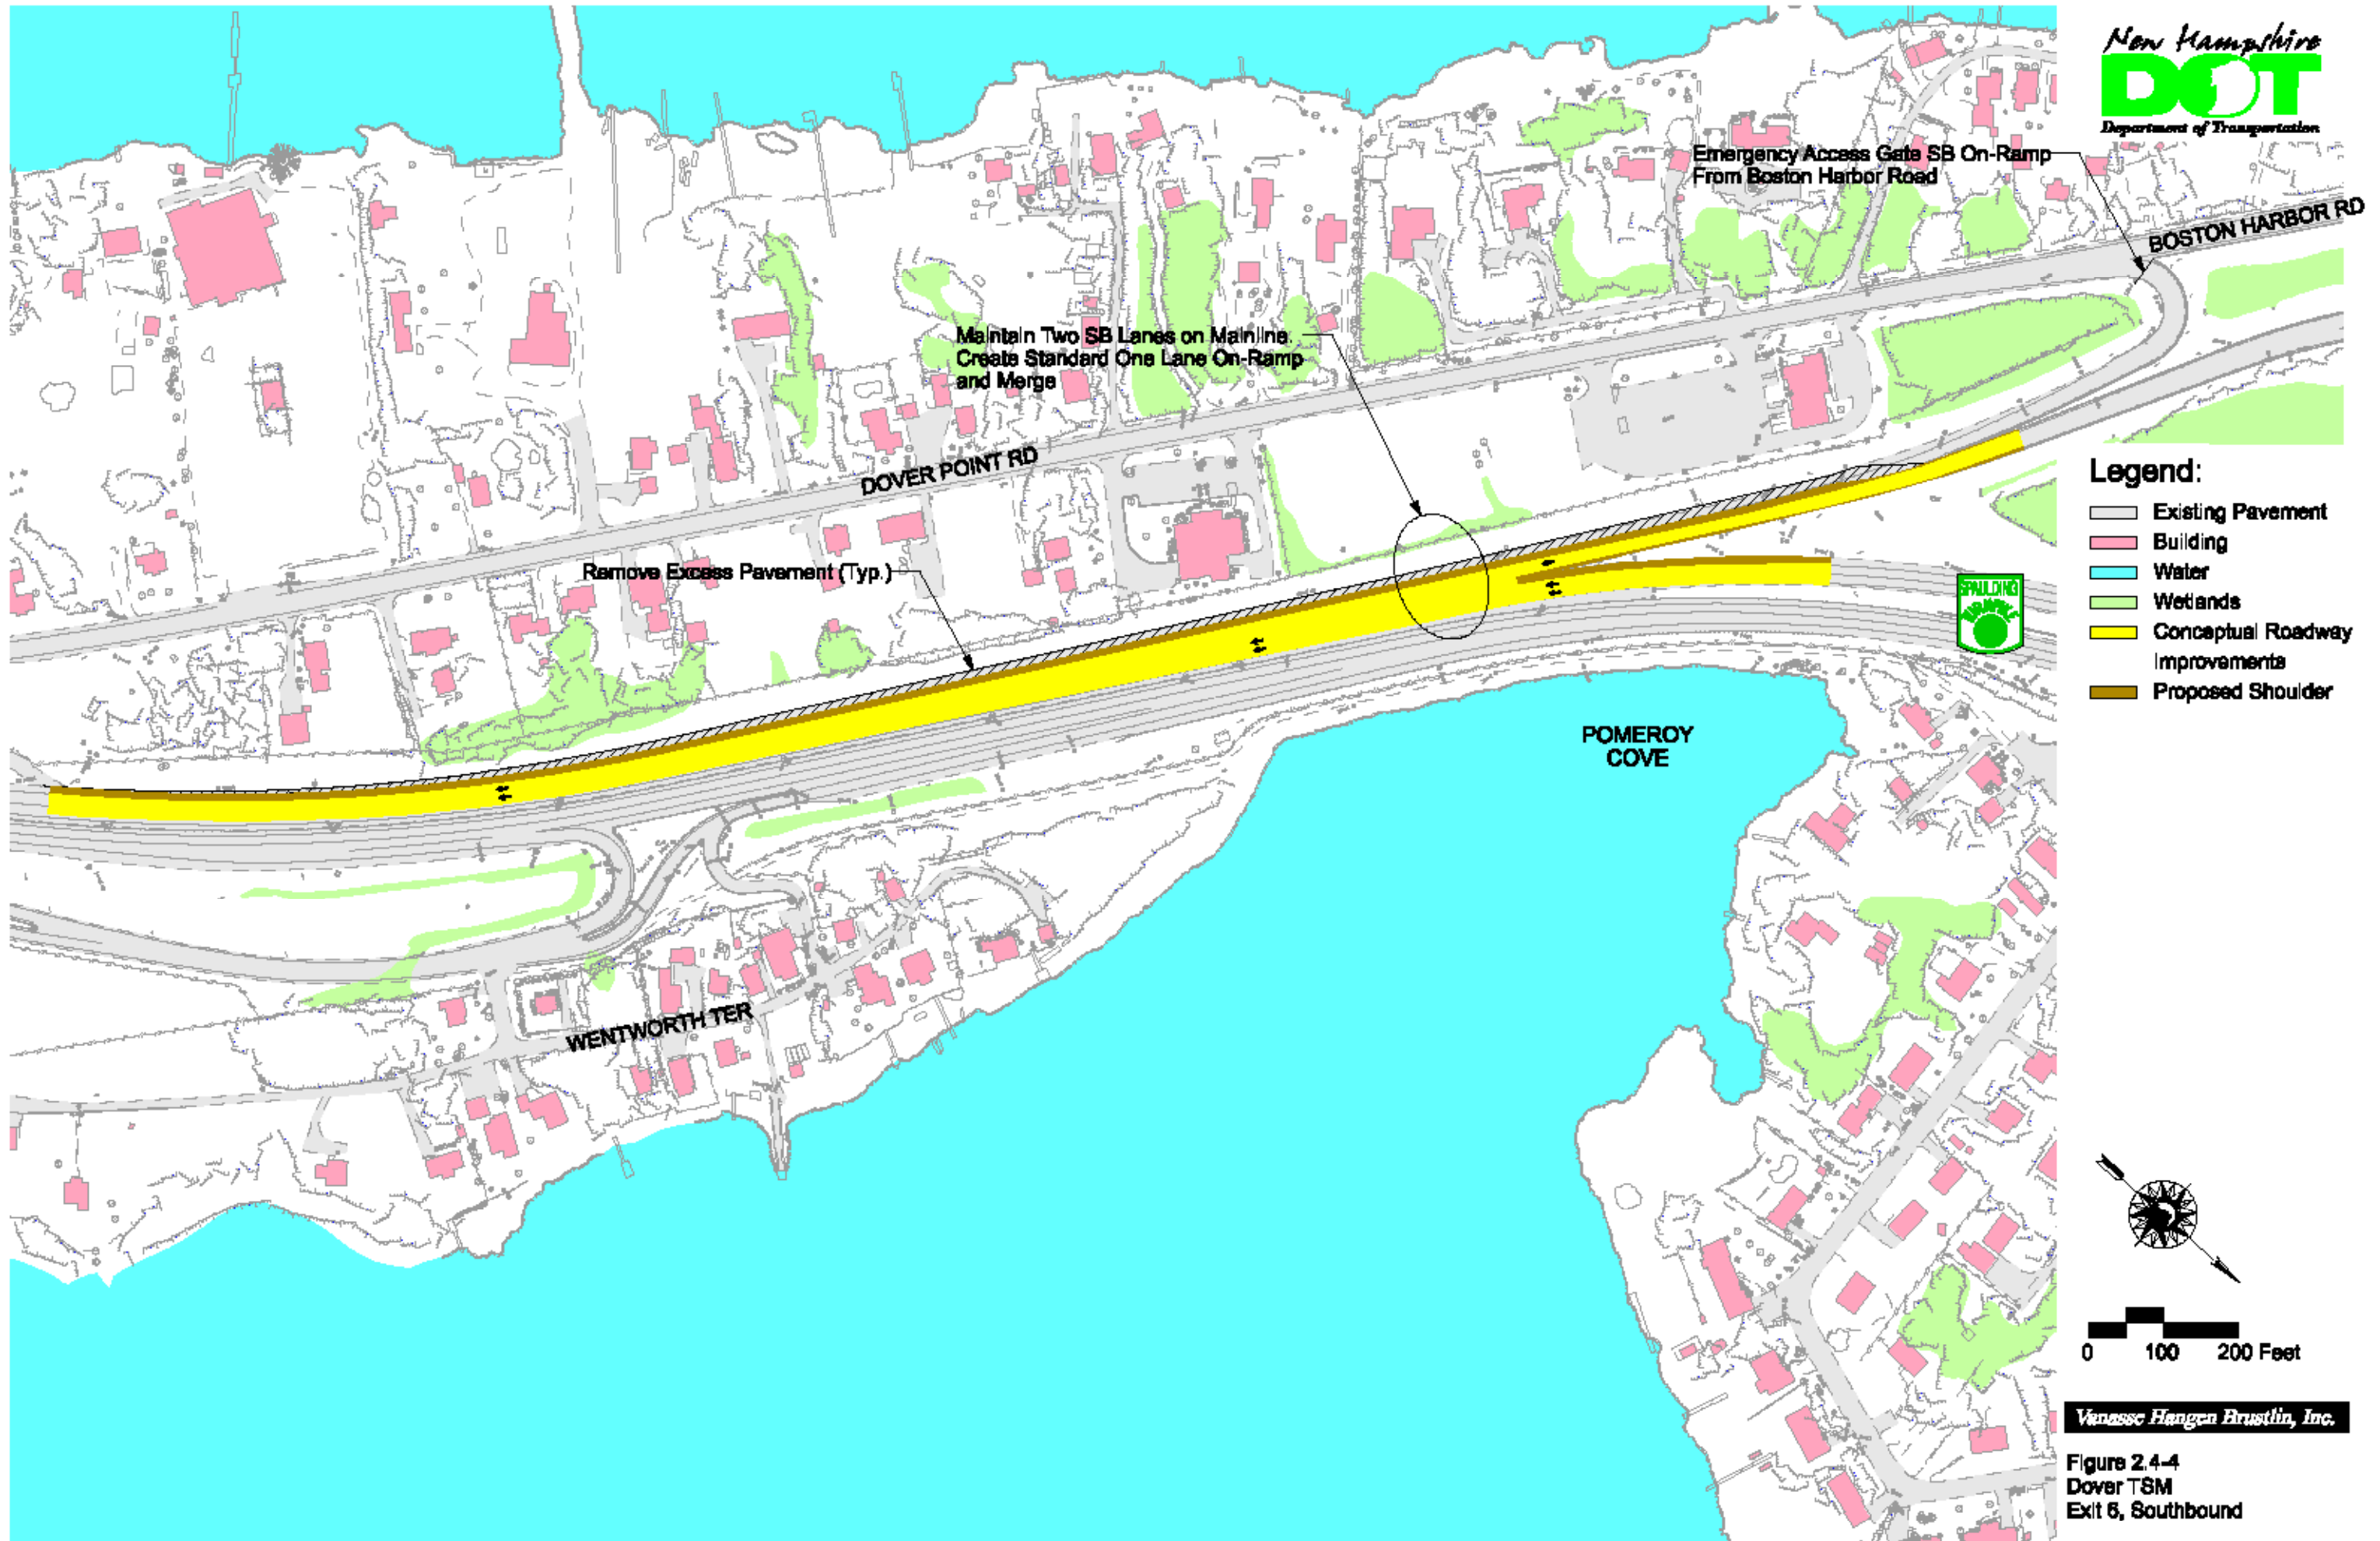 New Hampshire
DOT
Department of Transportation
Emergency Access Gate SB On-Ramp
From Boston Harbor Road
BOSTON HARBOR RD
Maintain Two SB Lanes on Mainline.
Create Standard One Lane On-Ramp
and Merge
DOVER POINT RD
Remove Excess Pavement (Typ.)
Legend:
Existing Pavement
Building
Water
Wetlands
Conceptual Roadway
Improvements
Proposed Shoulder
SPAULDING
TURNPIKE
POMEROY
COVE
WENTWORTH TER
0 100 200 Feet
Vanasse Hangen Brustlin, Inc.
Figure 2.4-4
Dover TSM
Exit 6, Southbound